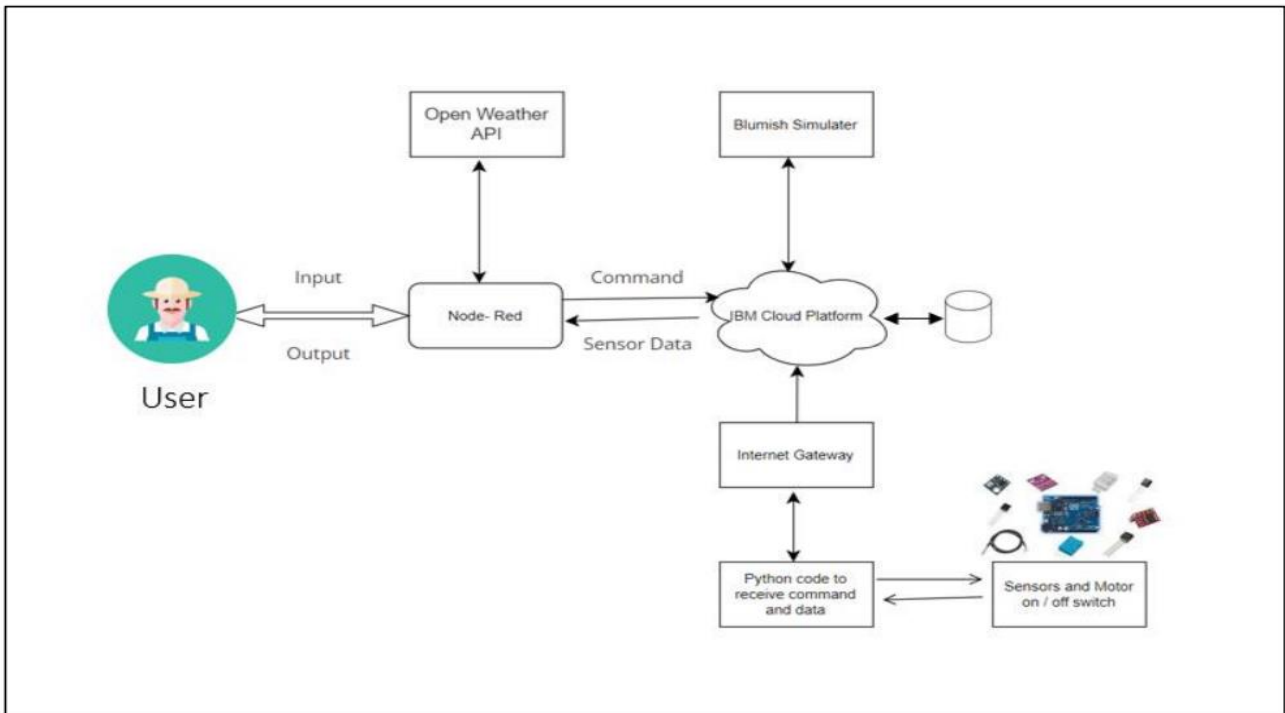 Open Weather
API
Blumish Simulater
Input
Command
Node- Red
IBM Cloud Platform
Output
Sensor Data
User
Internet Gateway
Python code to
receive command
and data
Sensors and Motor
on / off switch